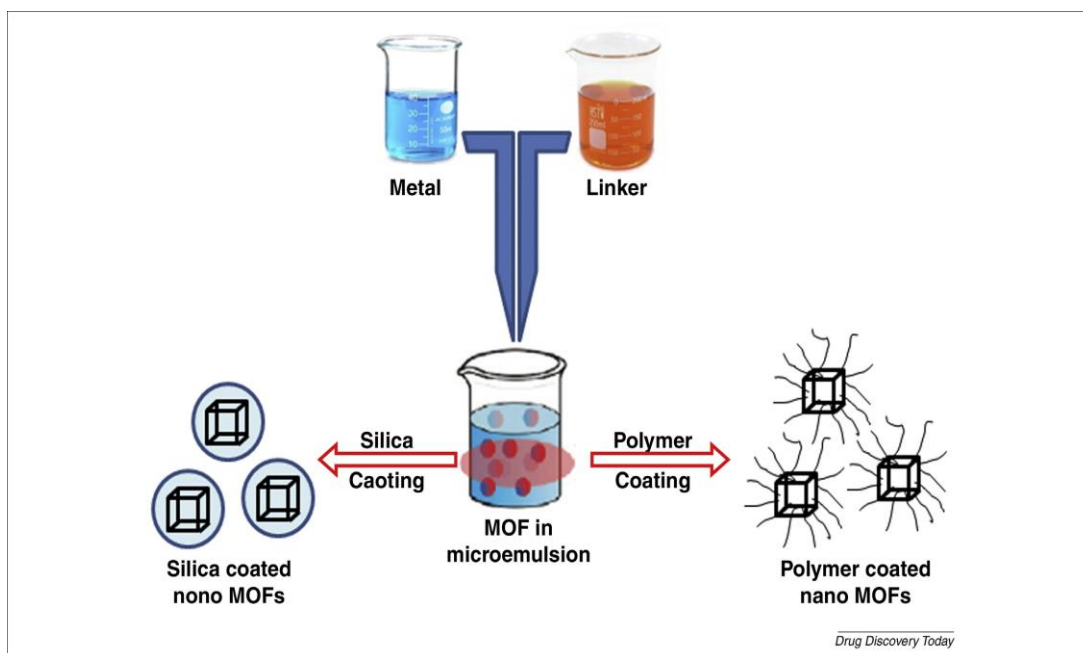 Metal
Linker
Silica
Caoting
Polymer
Coating
MOF in
microemulsion
Silica coated
nono MOFs
Polymer coated
nano MOFs
Drug Discovery Today